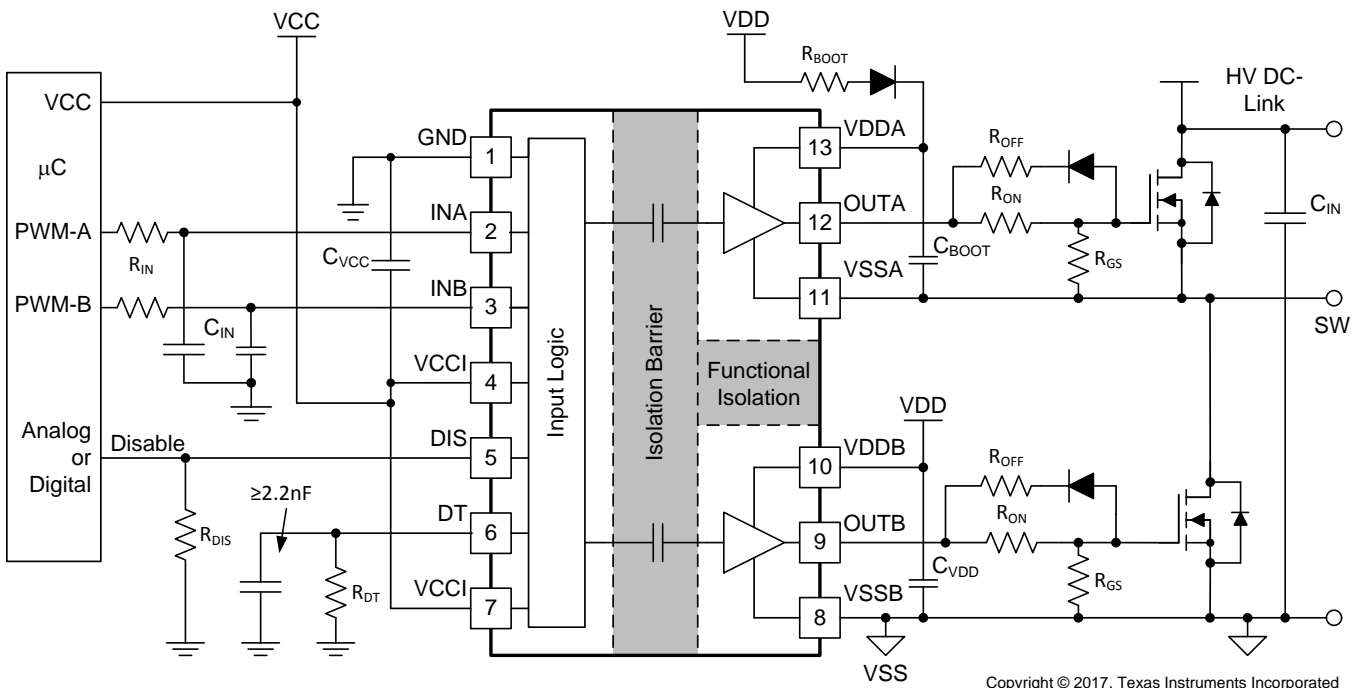 VCC
VCC
μC
PWM-A
PWM-B
Analog
or
Digital
Disable
R_IN
C_IN
R_DIS
≥2.2nF
R_DT
C_VCC
GND
INA
INB
VCCI
DIS
DT
VCCI
1
2
3
4
5
6
7
Input Logic
Isolation Barrier
Functional
Isolation
13
12
11
10
9
8
VDDA
OUTA
VSSA
VDDB
OUTB
VSSB
VDD
R_BOOT
C_BOOT
R_OFF
R_ON
R_GS
HV DC-
Link
C_IN
SW
VDD
C_VDD
R_OFF
R_ON
R_GS
VSS
Copyright © 2017, Texas Instruments Incorporated